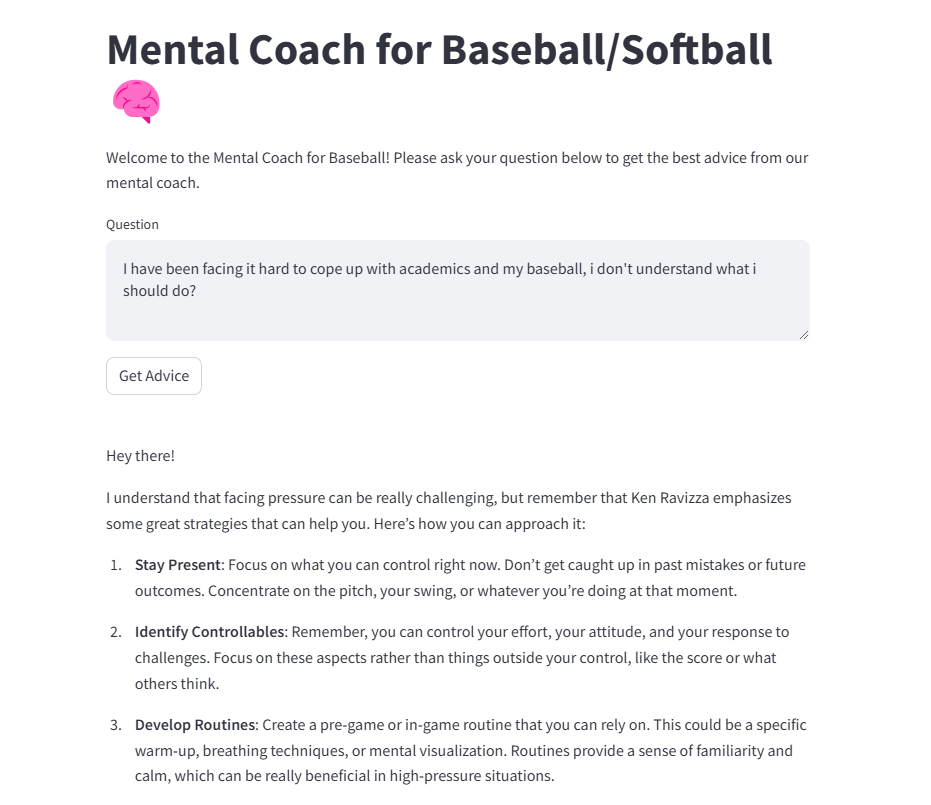 Mental Coach for Baseball/Softball
Welcome to the Mental Coach for Baseball! Please ask your question below to get the best advice from our
mental coach.
Question
I have been facing it hard to cope up with academics and my baseball, i don't understand what i
should do?
Get Advice
Hey there!
I understand that facing pressure can be really challenging, but remember that Ken Ravizza emphasizes
some great strategies that can help you. Here’s how you can approach it:
1. Stay Present: Focus on what you can control right now. Don’t get caught up in past mistakes or future
outcomes. Concentrate on the pitch, your swing, or whatever you’re doing at that moment.
2. Identify Controllables: Remember, you can control your effort, your attitude, and your response to
challenges. Focus on these aspects rather than things outside your control, like the score or what
others think.
3. Develop Routines: Create a pre-game or in-game routine that you can rely on. This could be a specific
warm-up, breathing techniques, or mental visualization. Routines provide a sense of familiarity and
calm, which can be really beneficial in high-pressure situations.